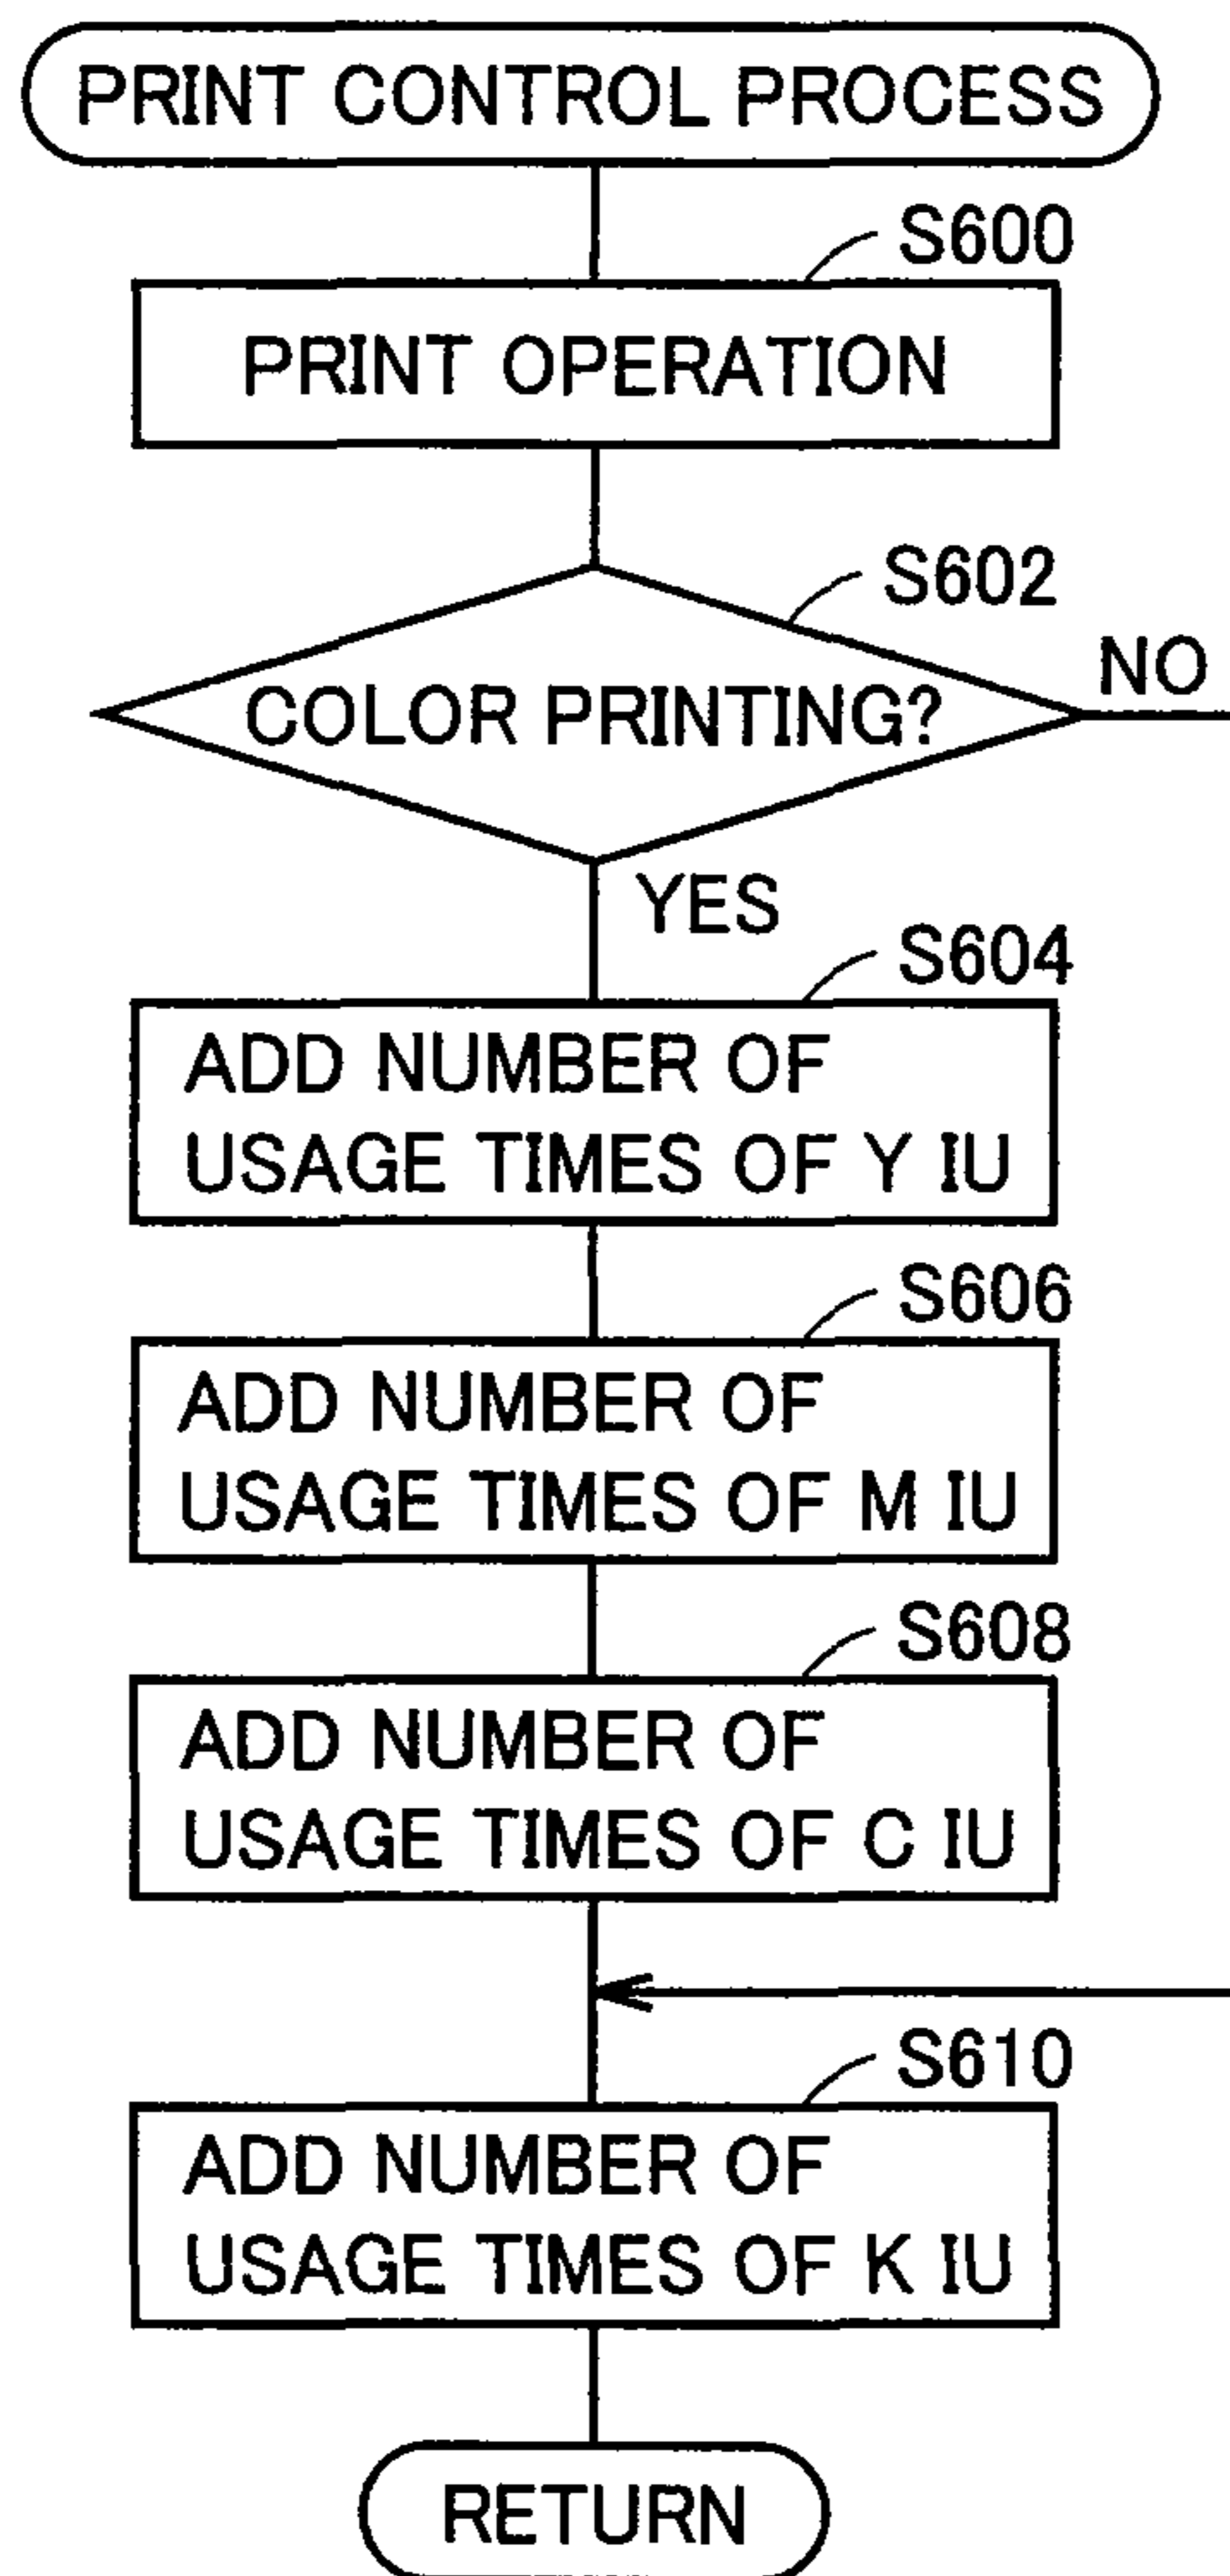 PRINT CONTROL PROCESS
S600
PRINT OPERATION
S602
COLOR PRINTING?
NO
YES
S604
ADD NUMBER OF
USAGE TIMES OF Y IU
S606
ADD NUMBER OF
USAGE TIMES OF M IU
S608
ADD NUMBER OF
USAGE TIMES OF C IU
S610
ADD NUMBER OF
USAGE TIMES OF K IU
RETURN